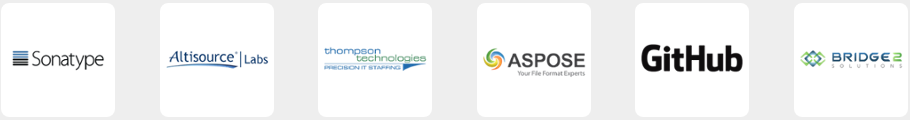 Sonatype
Altisource® Labs
thompson
technologies
PRECISION IT STAFFING
ASPOSE
Your File Format Experts
GitHub
BRIDGE2
SOLUTIONS